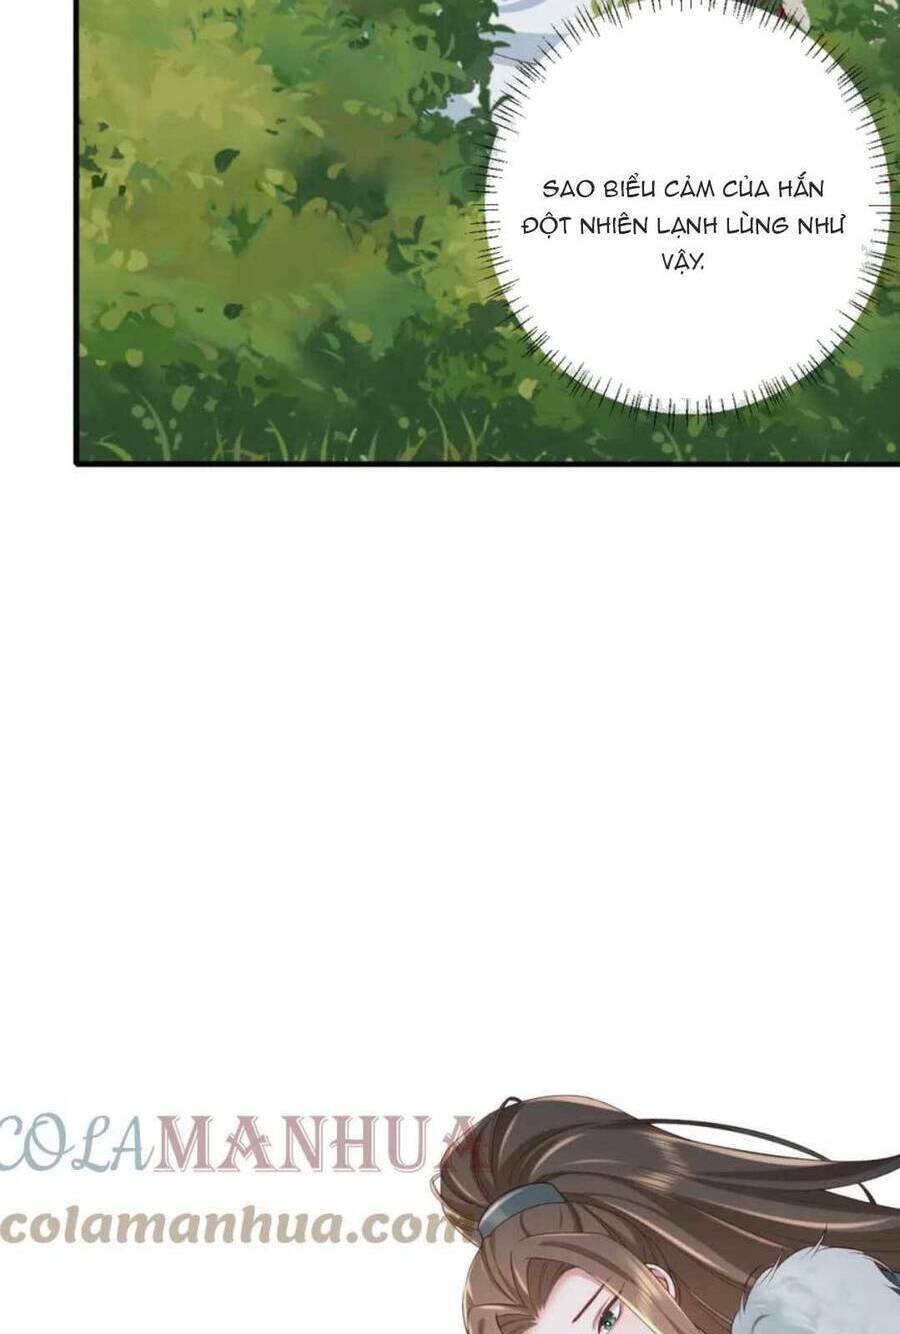 SAO BIỂU CẢM CỦA HẮN
ĐỘT NHIÊN LẠNH LÙNG NHƯ
VẬY.
COLAMANHUA
colamanhua.com